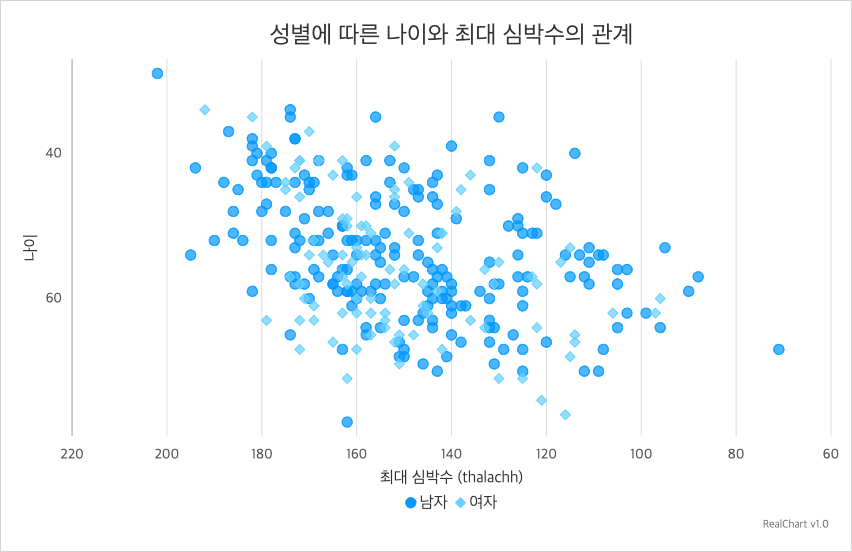 성별에 따른 나이와 최대 심박수의 관계
40
나이
60
220 200 180 160 140 120 100 80 60
최대 심박수 (thalachh)
남자 여자
RealChart v1.0